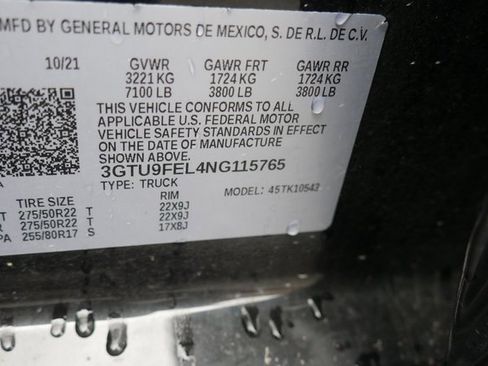 MFD BY GENERAL MOTORS DE MEXICO, S. DE R.L. DE C.V.
10/21 GVWR GAWR FRT GAWR RR
3221 KG 1724 KG 1724 KG
7100 LB 3800 LB 3800 LB
THIS VEHICLE CONFORMS TO ALL
APPLICABLE U.S. FEDERAL MOTOR
VEHICLE SAFETY STANDARDS IN EFFECT
ON THE DATE OF MANUFACTURE
SHOWN ABOVE.
3GTU9FEL4NG115765
TYPE: TRUCK MODEL: 45TK10543
TIRE SIZE RIM
275/50R22 T 22X9J
275/50R22 T 22X9J
255/80R17 S 17X8J